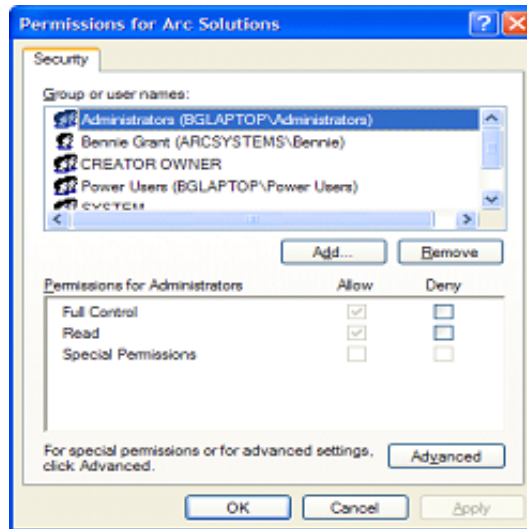 Permissions for Arc Solutions
Security
Group or user names:
Administrators (BGLAPTOP\Administrators)
Bennie Grant (ARCSYSTEMS\Bennie)
CREATOR OWNER
Power Users (BGLAPTOP\Power Users)
SYSTEM
Add... Remove
Permissions for Administrators Allow Deny
Full Control
Read
Special Permissions
For special permissions or for advanced settings,
click Advanced.
Advanced
OK Cancel Apply